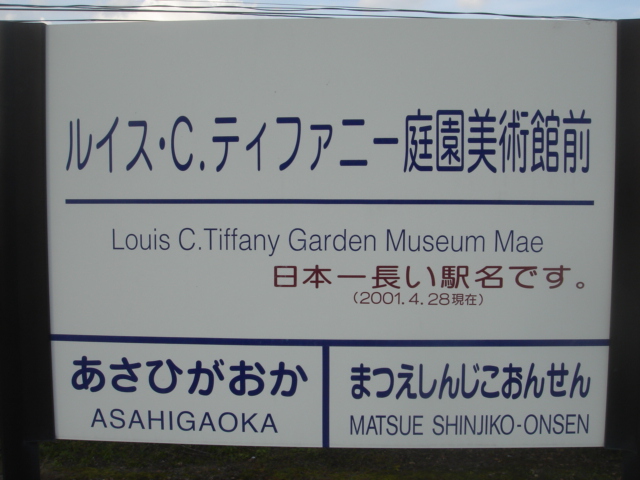 ルイス・C.ティファニー庭園美術館前
Louis C.Tiffany Garden Museum Mae
日本一長い駅名です。
(2001.4.28現在)
あさひがおか
ASAHIGAOKA
まつえしんじこおんせん
MATSUE SHINJIKO-ONSEN